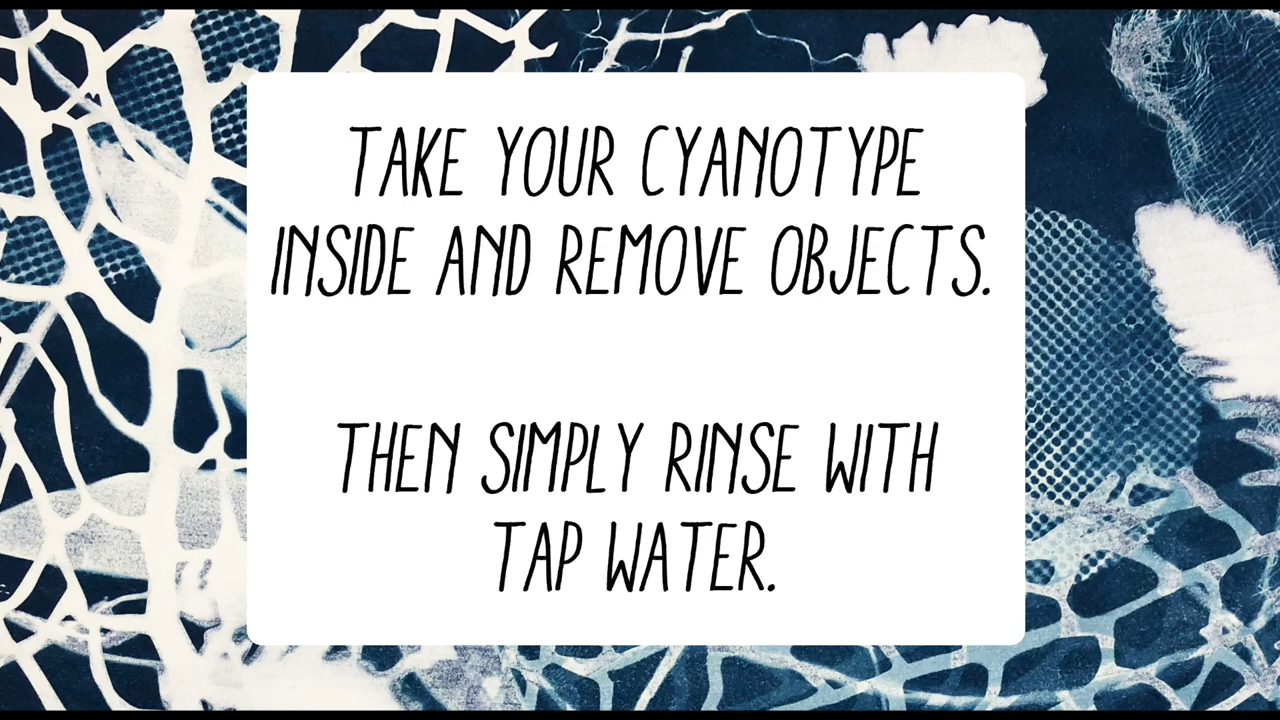 TAKE YOUR CYANOTYPE
INSIDE AND REMOVE OBJECTS.
THEN SIMPLY RINSE WITH
TAP WATER.